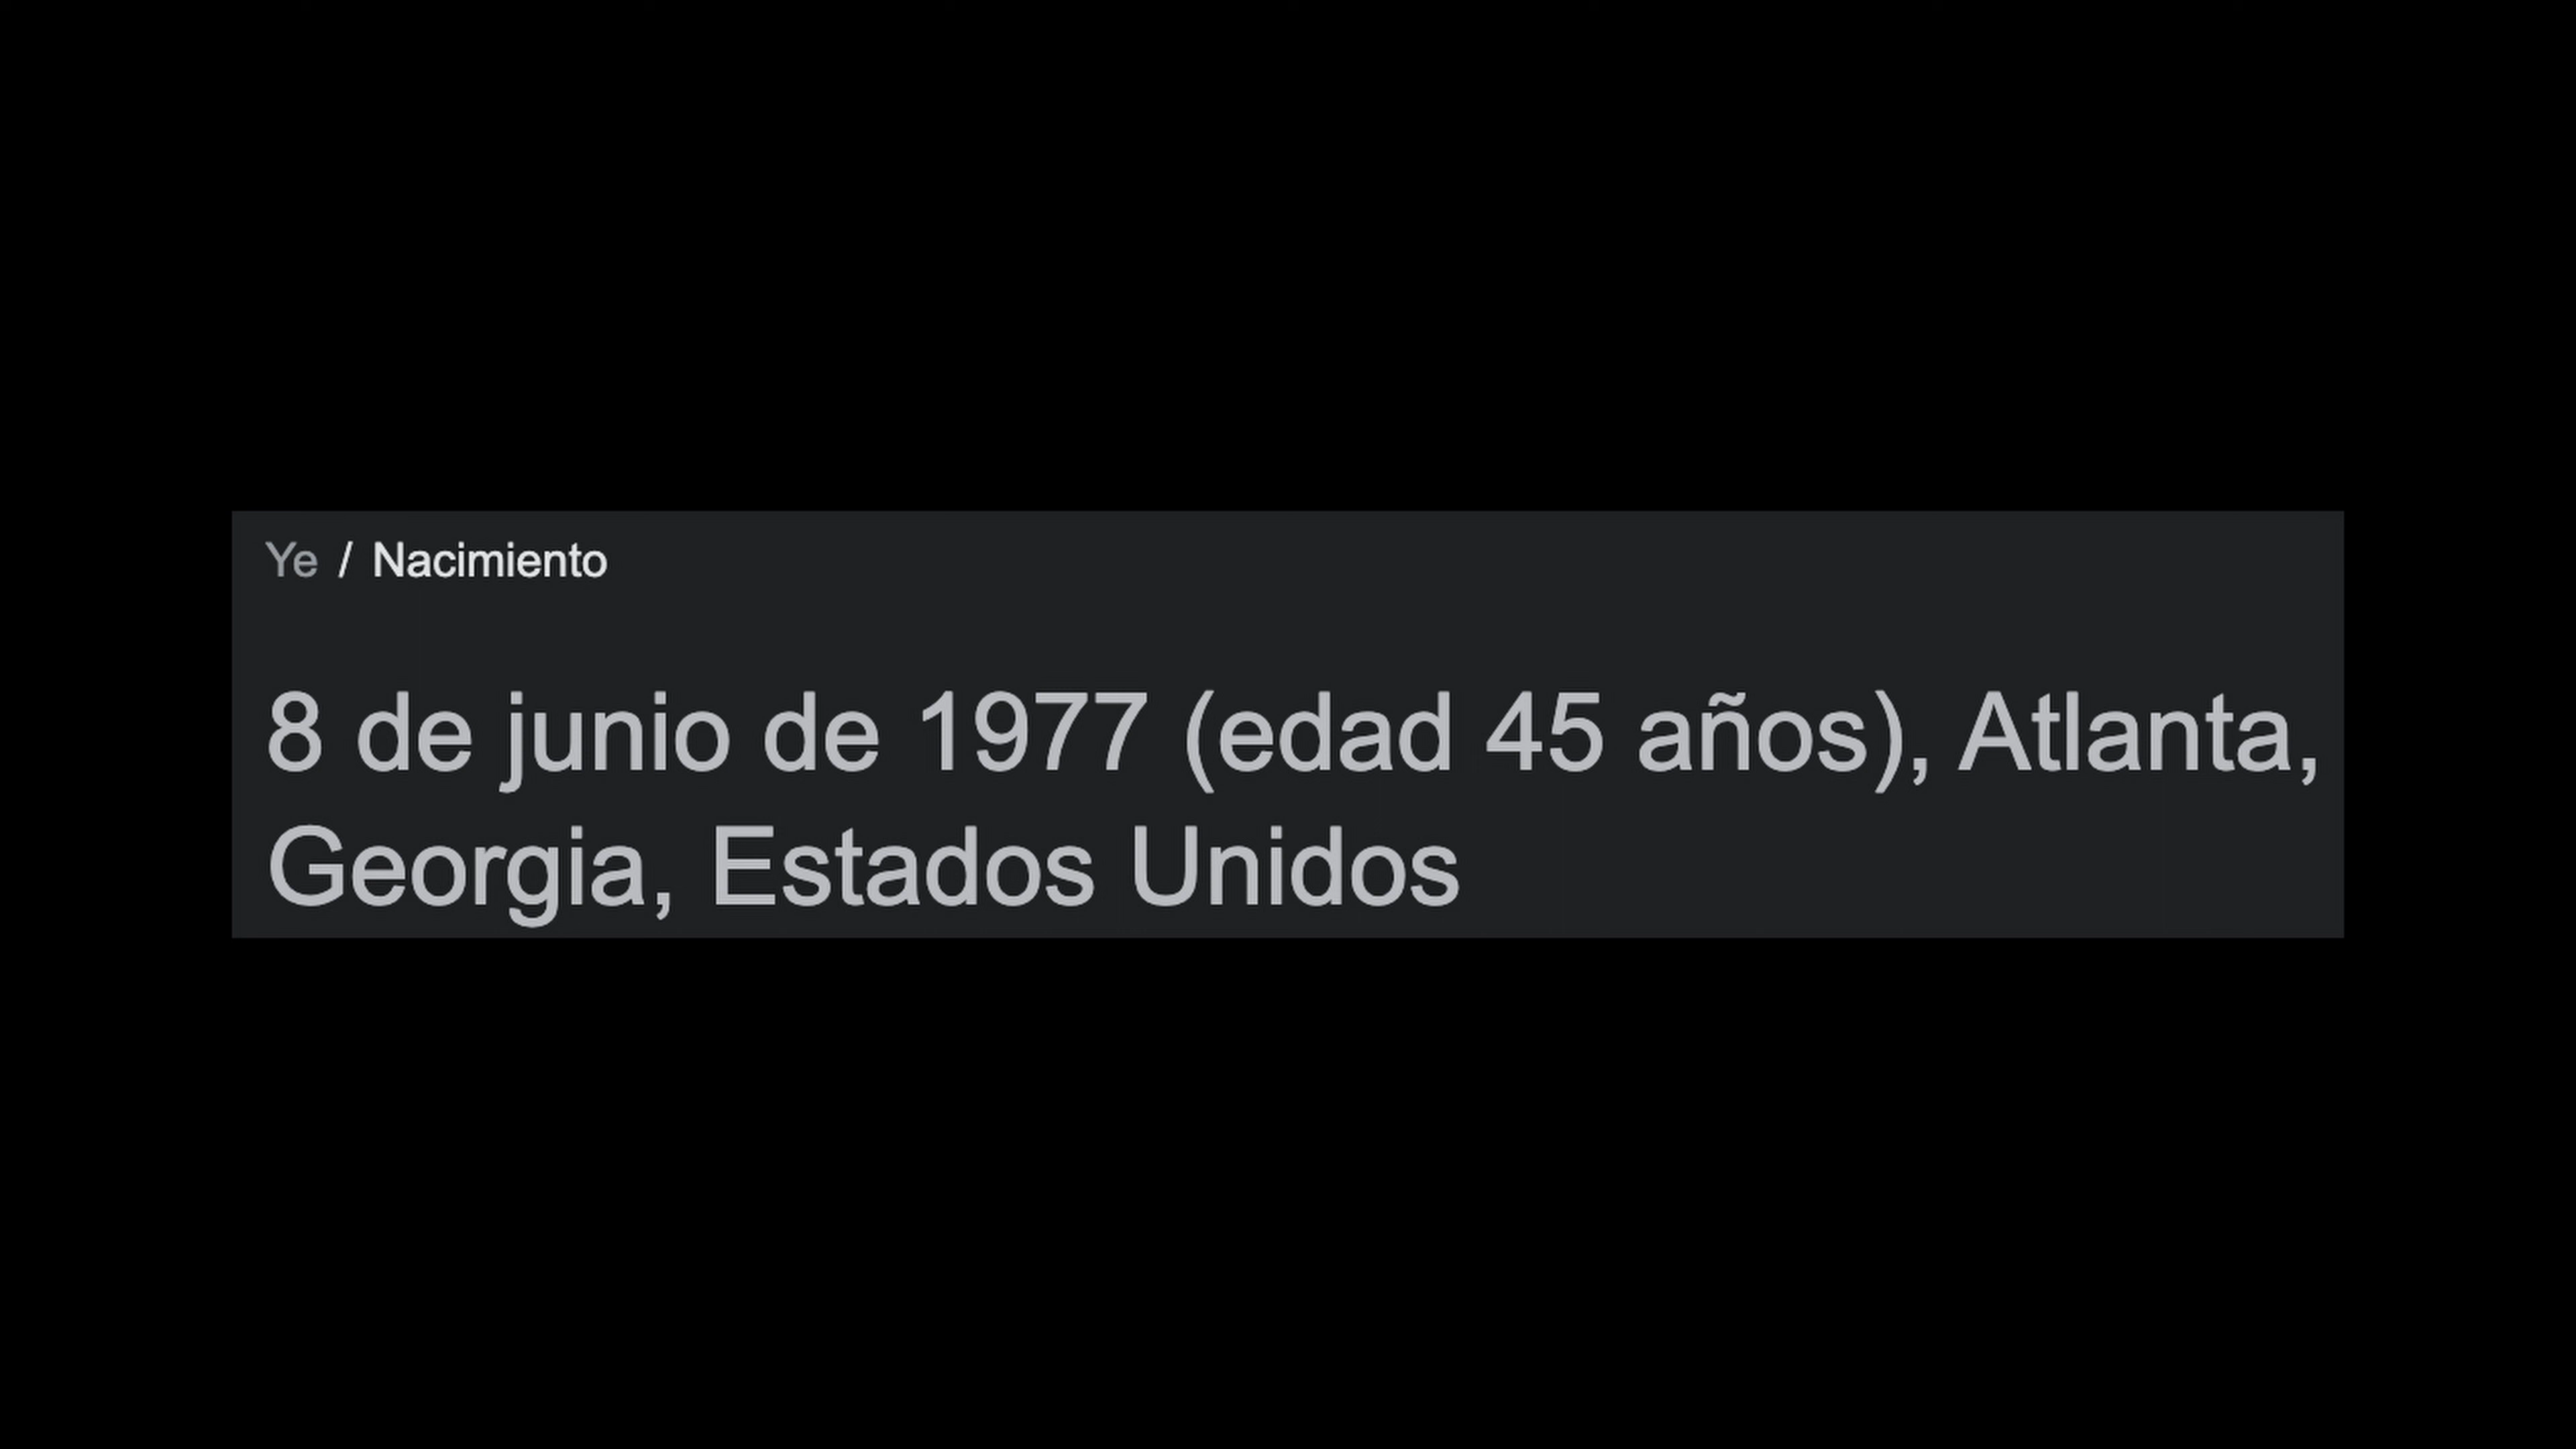 Ye / Nacimiento
8 de junio de 1977 (edad 45 años), Atlanta,
Georgia, Estados Unidos